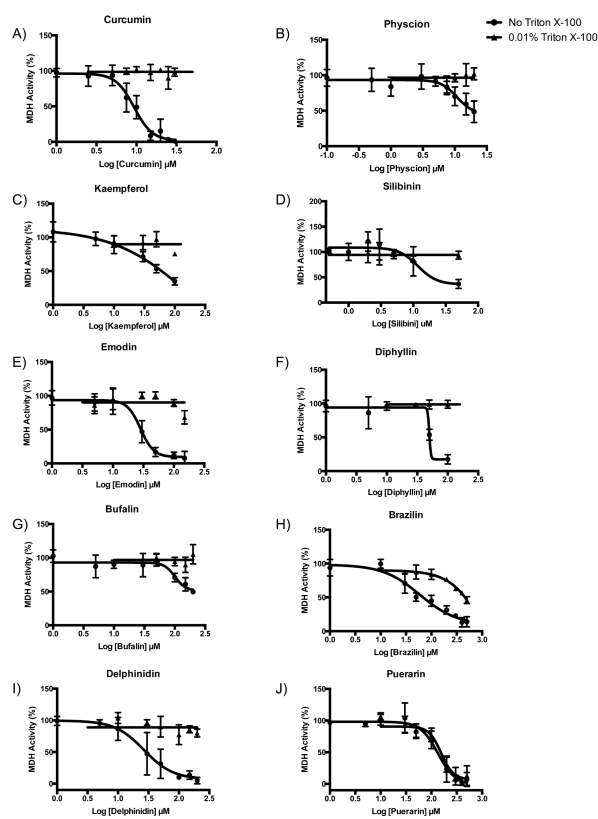 Curcumin
A)
MDH Activity (%)
150
100
50
0
0.0 0.5 1.0 1.5 2.0
Log [Curcumin] µM
Physcion
B)
MDH Activity (%)
150
100
50
0
-1.0 -0.5 0.0 0.5 1.0 1.5
Log [Physcion] µM
No Triton X-100
0.01% Triton X-100
Kaempferol
C)
MDH Activity (%)
150
100
50
0
0.0 0.5 1.0 1.5 2.0 2.5
Log [Kaempferol] µM
Silibinin
D)
MDH Activity (%)
200
150
100
50
0
0.0 0.5 1.0 1.5 2.0
Log [Silibini] uM
Emodin
E)
MDH Activity (%)
150
100
50
0
0.0 0.5 1.0 1.5 2.0 2.5
Log [Emodin] µM
Diphyllin
F)
MDH Activity (%)
150
100
50
0
0.0 0.5 1.0 1.5 2.0 2.5
Log [Diphyllin] µM
Bufalin
G)
MDH Activity (%)
150
100
50
0
0.0 0.5 1.0 1.5 2.0 2.5
Log [Bufalin] µM
Brazilin
H)
MDH Activity (%)
150
100
50
0
0.0 0.5 1.0 1.5 2.0 2.5 3.0
Log [Brazilin] µM
Delphinidin
I)
MDH Activity (%)
150
100
50
0
0.0 0.5 1.0 1.5 2.0 2.5
Log [Delphinidin] µM
Puerarin
J)
MDH Activity (%)
150
100
50
0
0.0 0.5 1.0 1.5 2.0 2.5 3.0
Log [Puerarin] µM